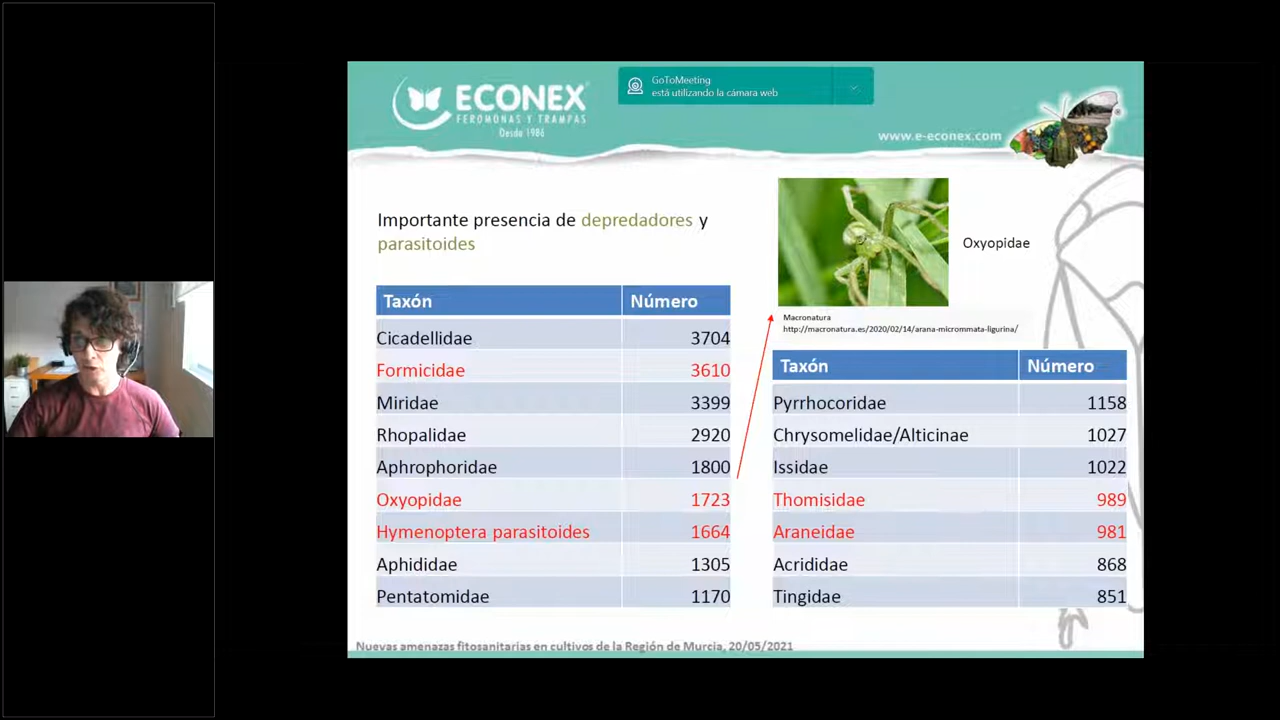 ECONEX
FEROMONAS Y TRAMPAS
Desde 1986
GoToMeeting
está utilizando la cámara web
www.e-econex.com
Importante presencia de depredadores y
parasitoides
Oxyopidae
Macronatura
http://macronatura.es/2020/02/14/arana-micrommata-ligurina/
Taxón Número
Cicadellidae 3704
Formicidae 3610
Miridae 3399
Rhopalidae 2920
Aphrophoridae 1800
Oxyopidae 1723
Hymenoptera parasitoides 1664
Aphididae 1305
Pentatomidae 1170
Taxón Número
Pyrrhocoridae 1158
Chrysomelidae/Alticinae 1027
Issidae 1022
Thomisidae 989
Araneidae 981
Acrididae 868
Tingidae 851
Nuevas amenazas fitosanitarias en cultivos de la Región de Murcia, 20/05/2021